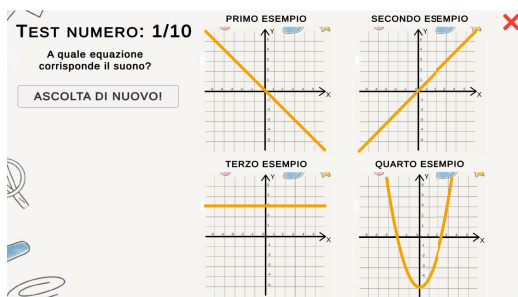 TEST NUMERO: 1/10
A quale equazione
corrisponde il suono?
ASCOLTA DI NUOVO!
PRIMO ESEMPIO
Y
X
SECONDO ESEMPIO
Y
X
TERZO ESEMPIO
Y
X
QUARTO ESEMPIO
Y
X